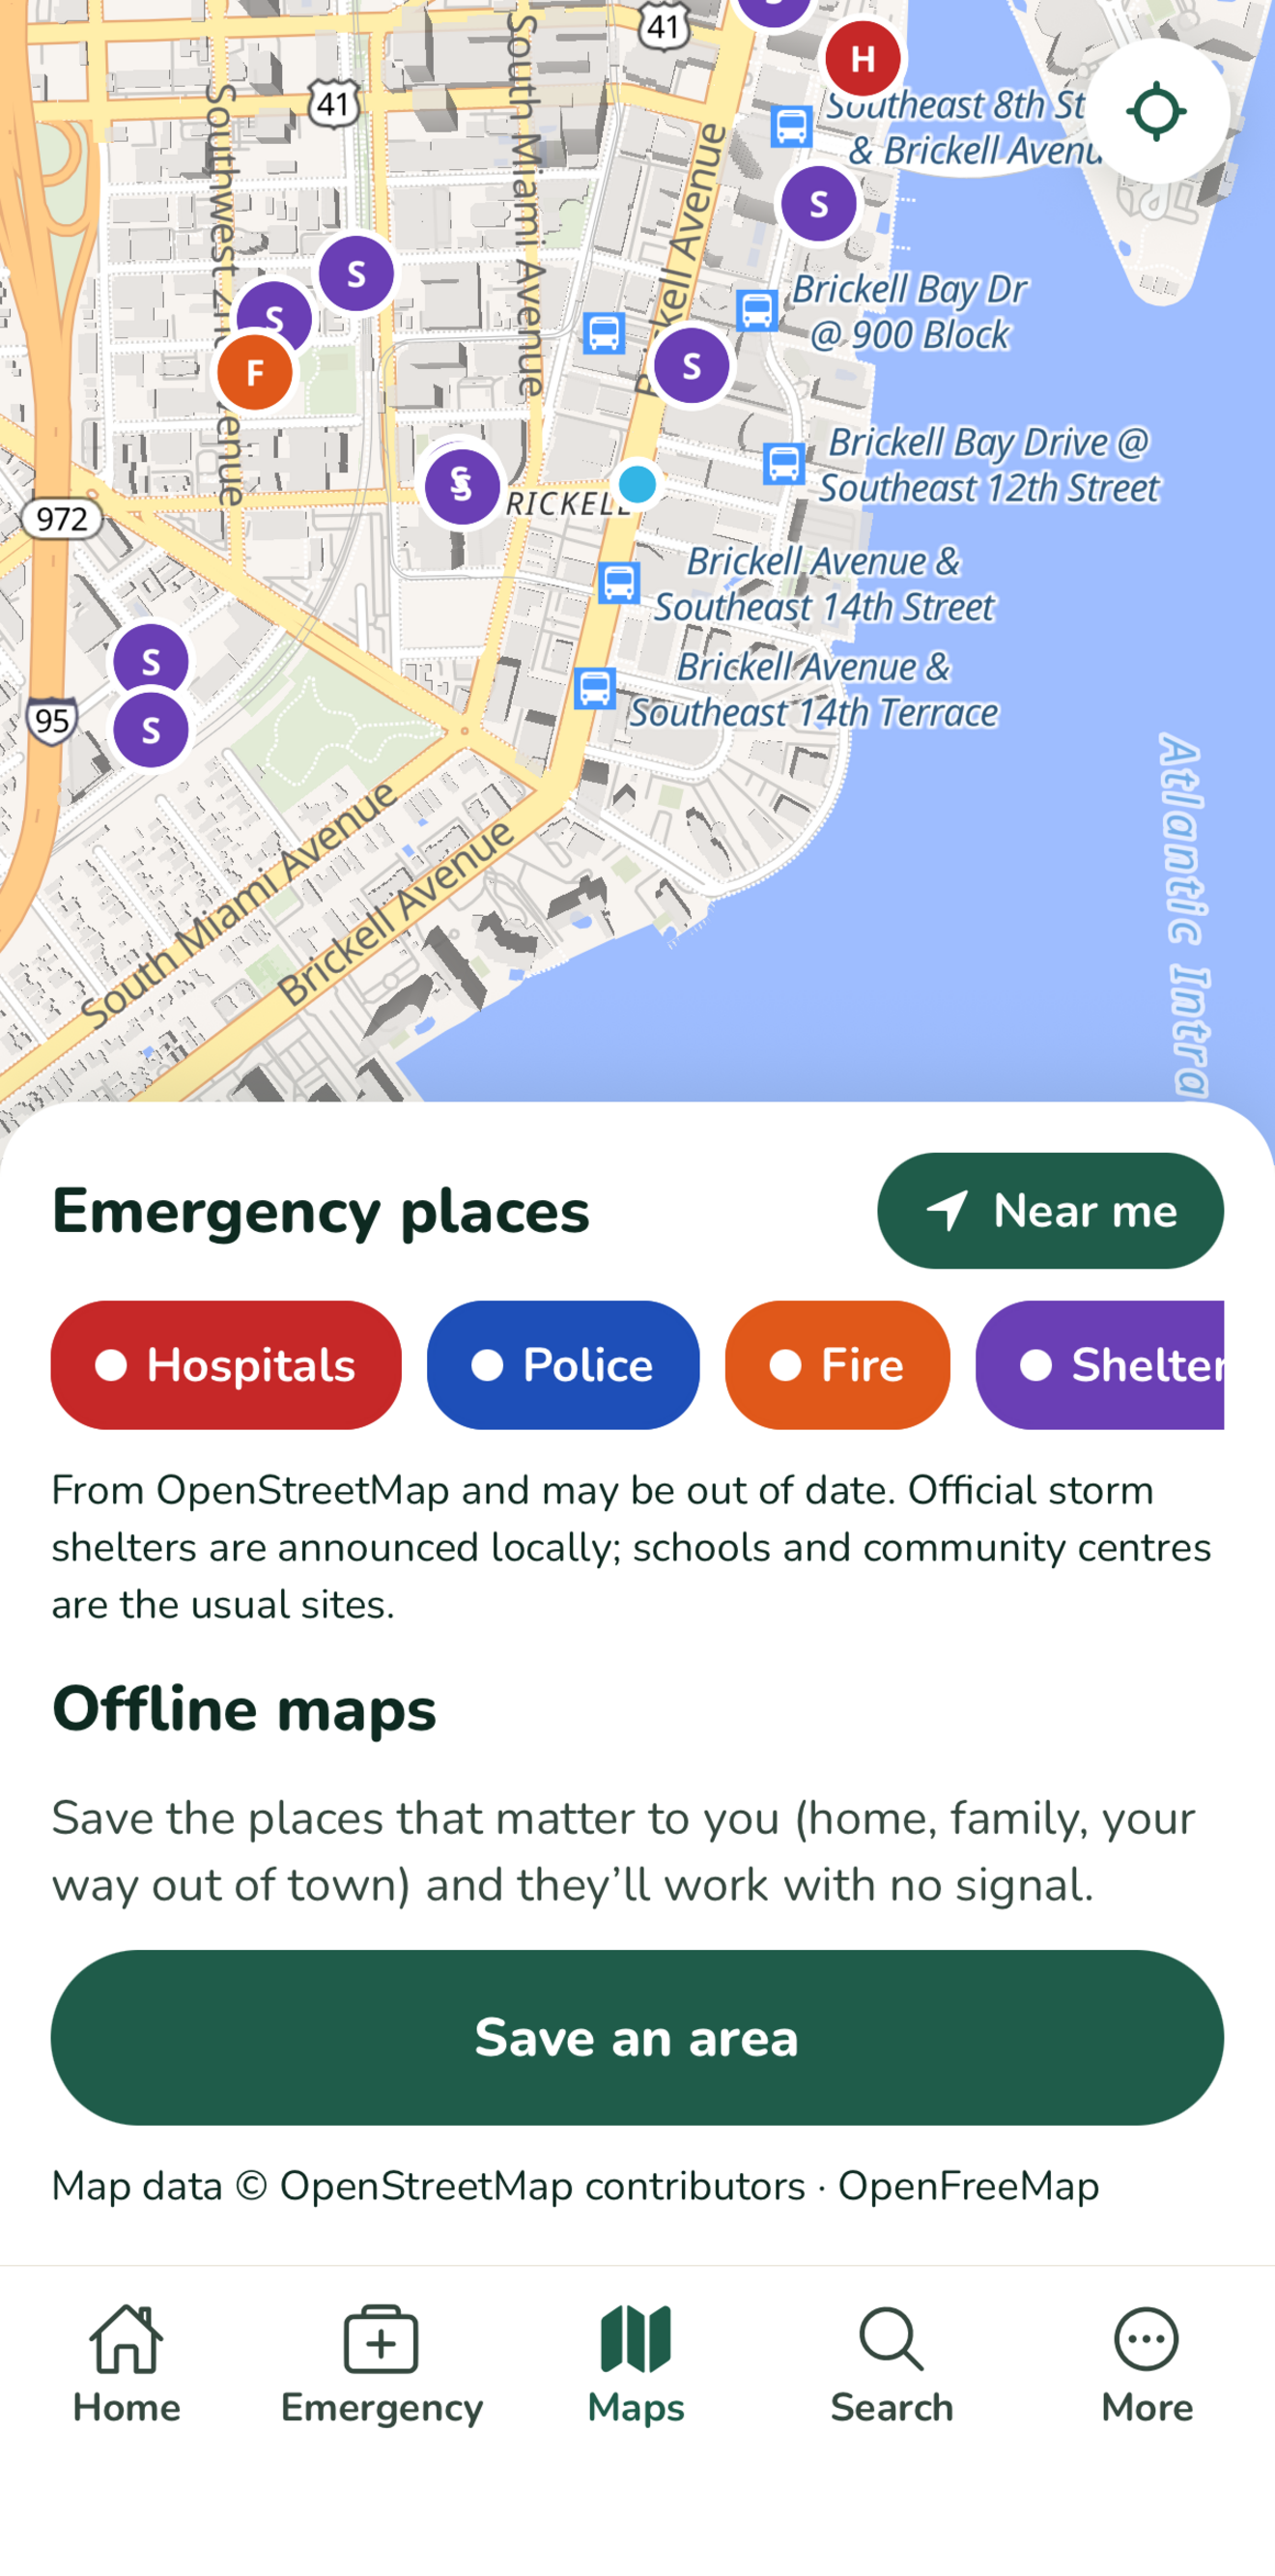 41
H
41
Southeast 8th St
& Brickell Avenu
South Miami Avenue
Brickell Avenue
S
S
S
Brickell Bay Dr
@ 900 Block
F
S
Brickell Bay Drive @
Southeast 12th Street
S
RICKELL
972
Brickell Avenue &
Southeast 14th Street
S
Brickell Avenue &
Southeast 14th Terrace
95
S
Atlantic Intra
South Miami Avenue
Brickell Avenue
Emergency places
Near me
Hospitals
Police
Fire
Shelter
From OpenStreetMap and may be out of date. Official storm
shelters are announced locally; schools and community centres
are the usual sites.
Offline maps
Save the places that matter to you (home, family, your
way out of town) and they’ll work with no signal.
Save an area
Map data © OpenStreetMap contributors · OpenFreeMap
Home
Emergency
Maps
Search
More